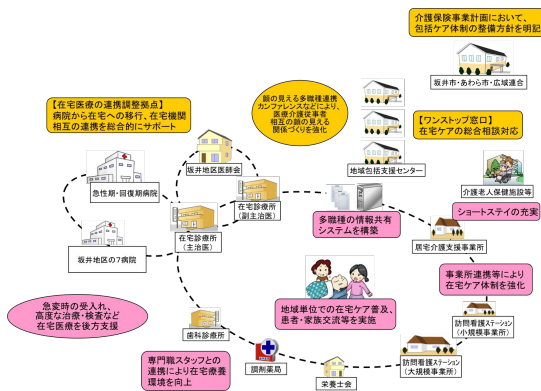 介護保険事業計画において、
包括ケア体制の整備方針を明記
坂井市・あわら市・広域連合
【在宅医療の連携調整拠点】
病院から在宅への移行、在宅機関
相互の連携を総合的にサポート
顔の見える多職種連携
カンファレンスなどにより、
医療介護従事者
相互の顔の見える
関係づくりを強化
【ワンストップ窓口】
在宅ケアの総合相談対応
坂井地区医師会
地域包括支援センター
急性期・回復期病院
在宅診療所
(副主治医)
介護老人保健施設等
在宅診療所
(主治医)
多職種の情報共有
システムを構築
ショートステイの充実
坂井地区の7病院
居宅介護支援事業所
事業所連携等により
在宅ケア体制を強化
急変時の受入れ、
高度な治療・検査など
在宅医療を後方支援
地域単位での在宅ケア普及、
患者・家族交流等を実施
訪問看護ステーション
(小規模事業所)
歯科診療所
専門職スタッフとの
連携により在宅療養
環境を向上
調剤薬局
栄養士会
訪問看護ステーション
(大規模事業所)